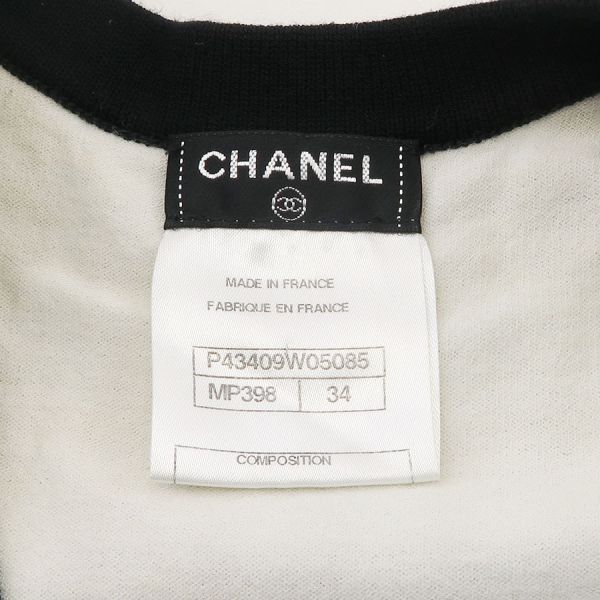 CHANEL
MADE IN FRANCE
FABRIQUE EN FRANCE
P43409W05085
MP398 34
COMPOSITION